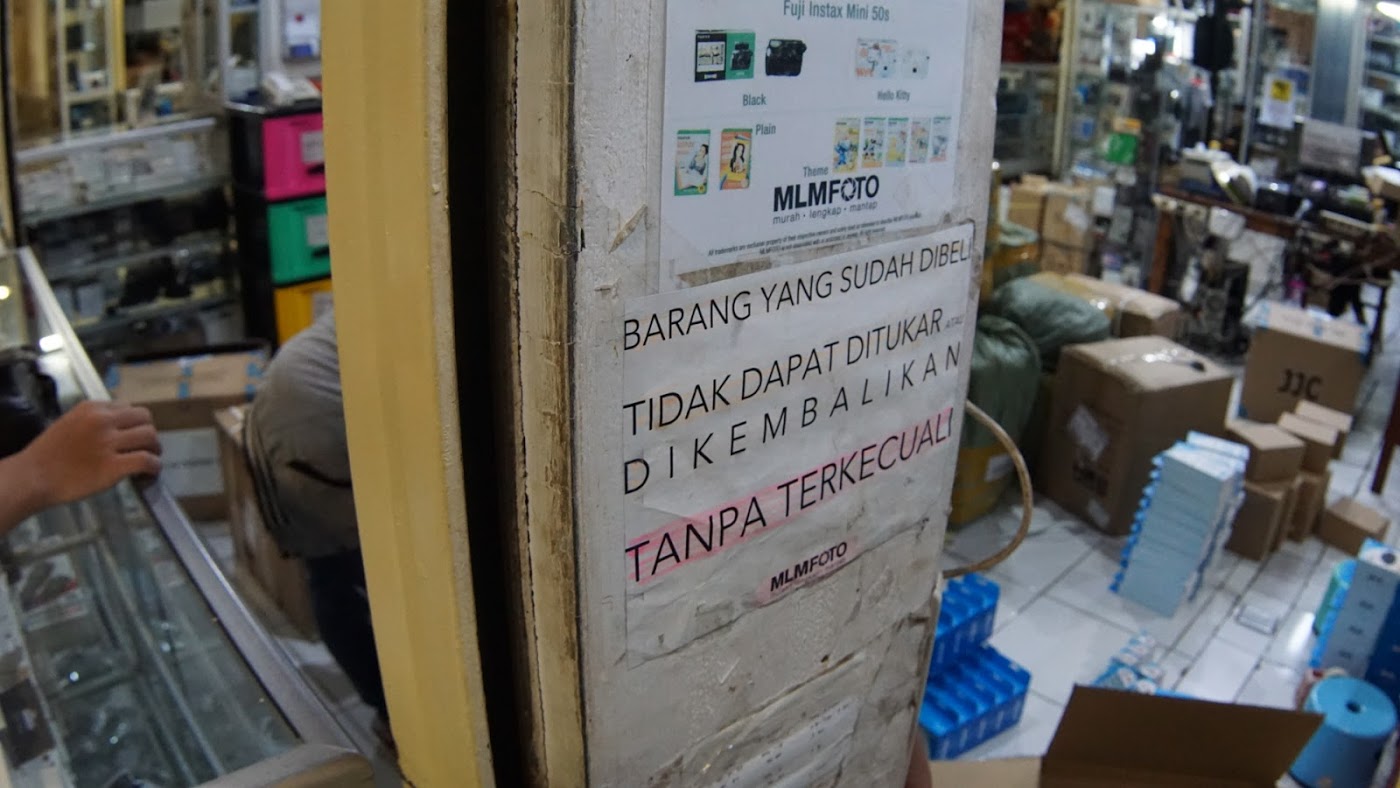 Fuji Instax Mini 50s
Black
Hello Kitty
Plain
Theme
MLMFOTO
murah • lengkap • mantap
BARANG YANG SUDAH DIBELI
TIDAK DAPAT DITUKAR ATAU
DIKEMBALIKAN
TANPA TERKECUALI
MLMFOTO
JJC